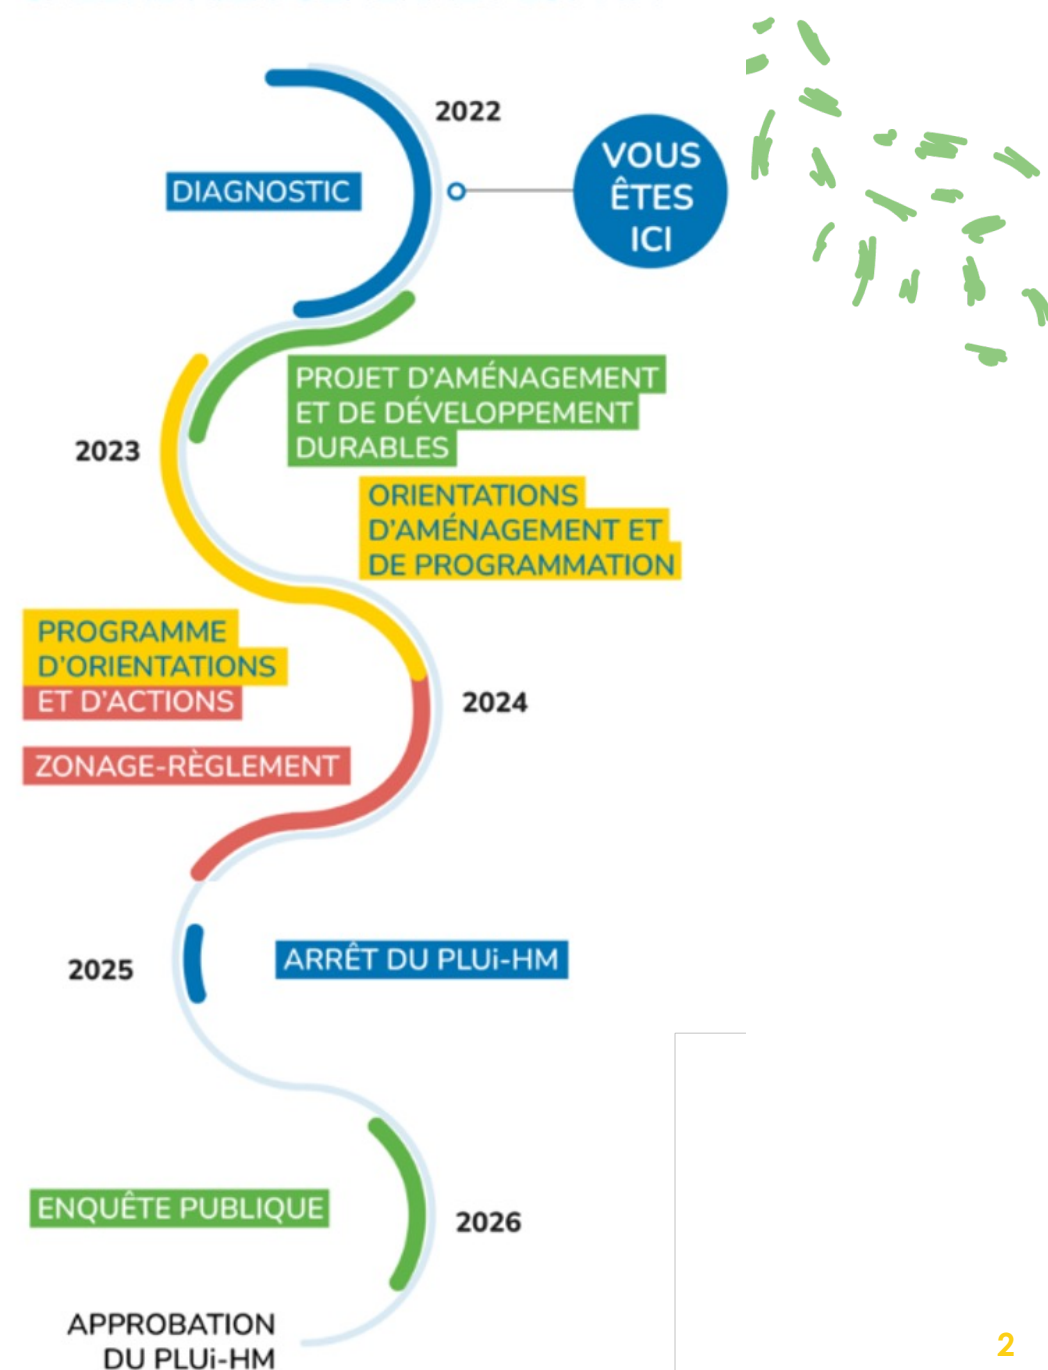 2022
VOUS
ÊTES
ICI
DIAGNOSTIC
PROJET D'AMÉNAGEMENT
ET DE DÉVELOPPEMENT
DURABLES
2023
ORIENTATIONS
D'AMÉNAGEMENT ET
DE PROGRAMMATION
PROGRAMME
D'ORIENTATIONS
ET D'ACTIONS
2024
ZONAGE-RÈGLEMENT
2025
ARRÊT DU PLUi-HM
ENQUÊTE PUBLIQUE
2026
APPROBATION
DU PLUi-HM
2